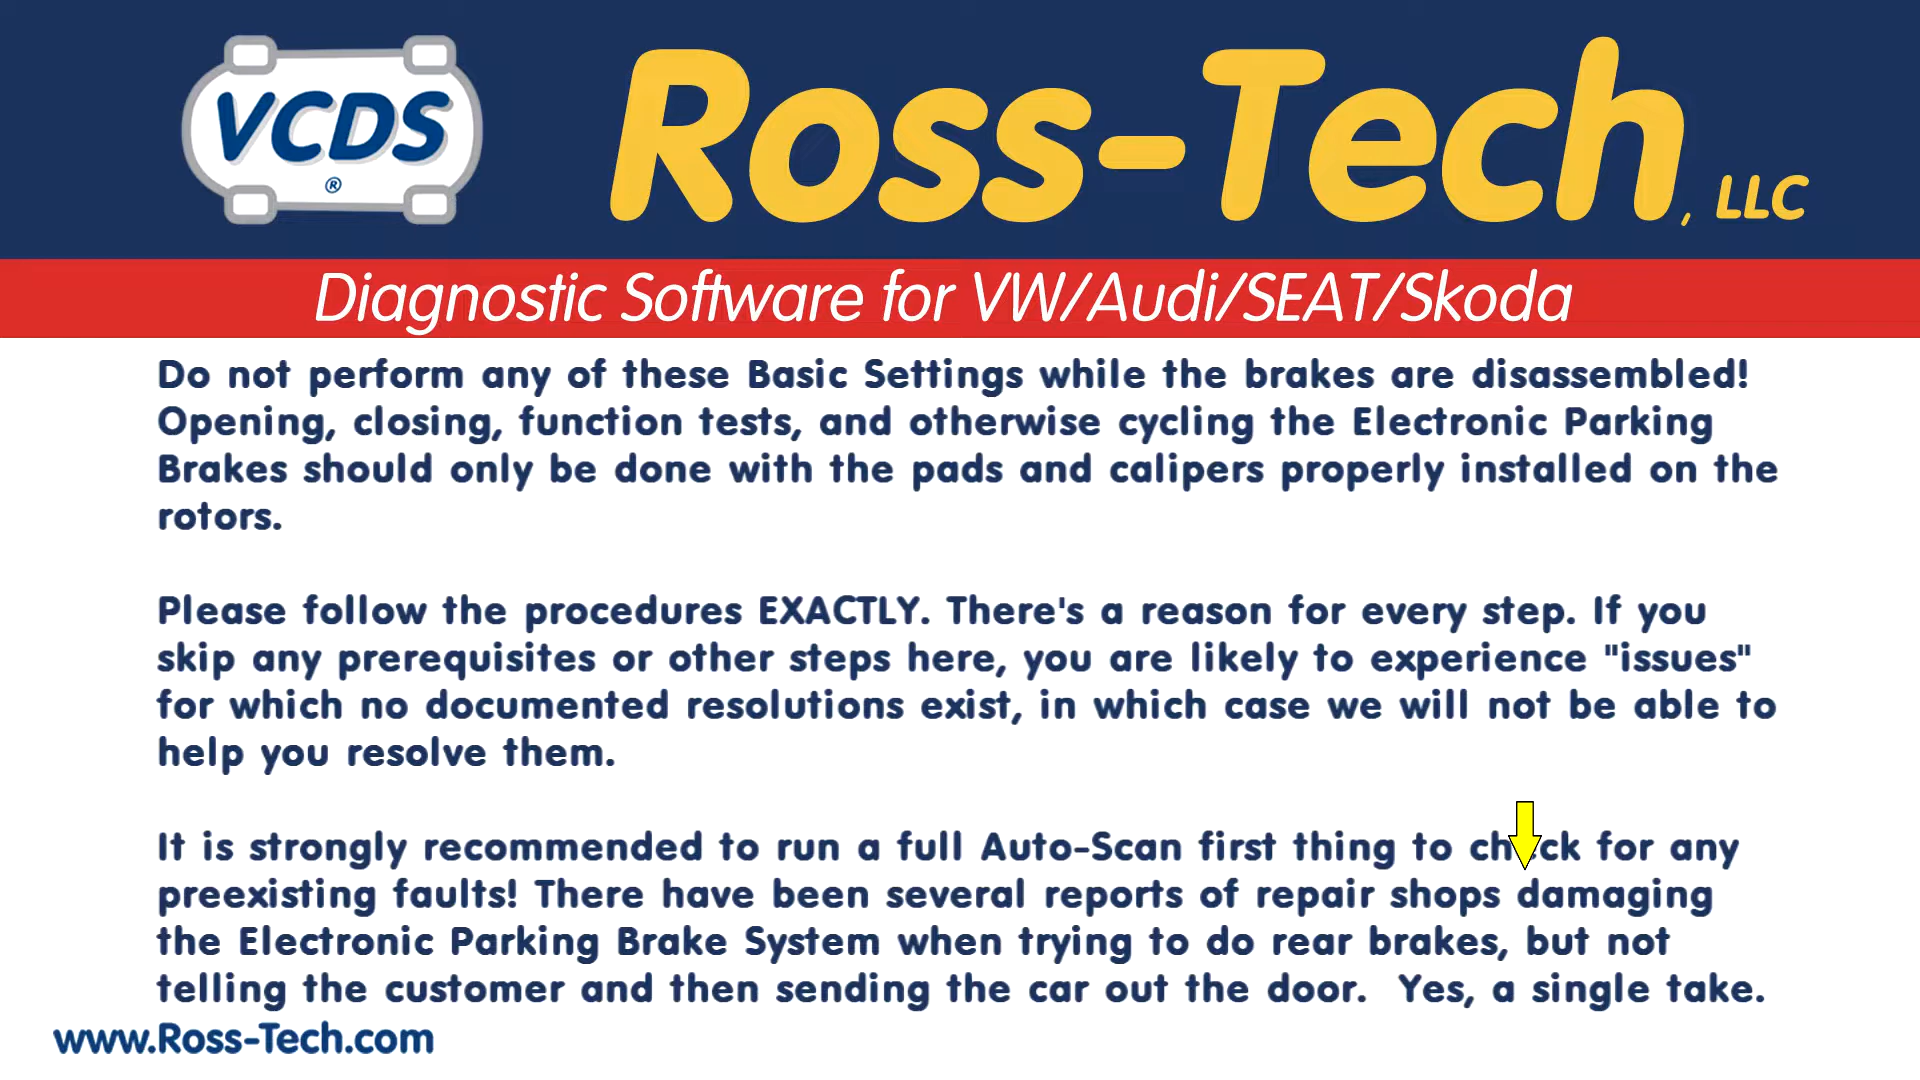 VCDS
®
Ross-Tech, LLC
Diagnostic Software for VW/Audi/SEAT/Skoda
Do not perform any of these Basic Settings while the brakes are disassembled!
Opening, closing, function tests, and otherwise cycling the Electronic Parking
Brakes should only be done with the pads and calipers properly installed on the
rotors.
Please follow the procedures EXACTLY. There's a reason for every step. If you
skip any prerequisites or other steps here, you are likely to experience "issues"
for which no documented resolutions exist, in which case we will not be able to
help you resolve them.
It is strongly recommended to run a full Auto-Scan first thing to check for any
preexisting faults! There have been several reports of repair shops damaging
the Electronic Parking Brake System when trying to do rear brakes, but not
telling the customer and then sending the car out the door.  Yes, a single take.
www.Ross-Tech.com